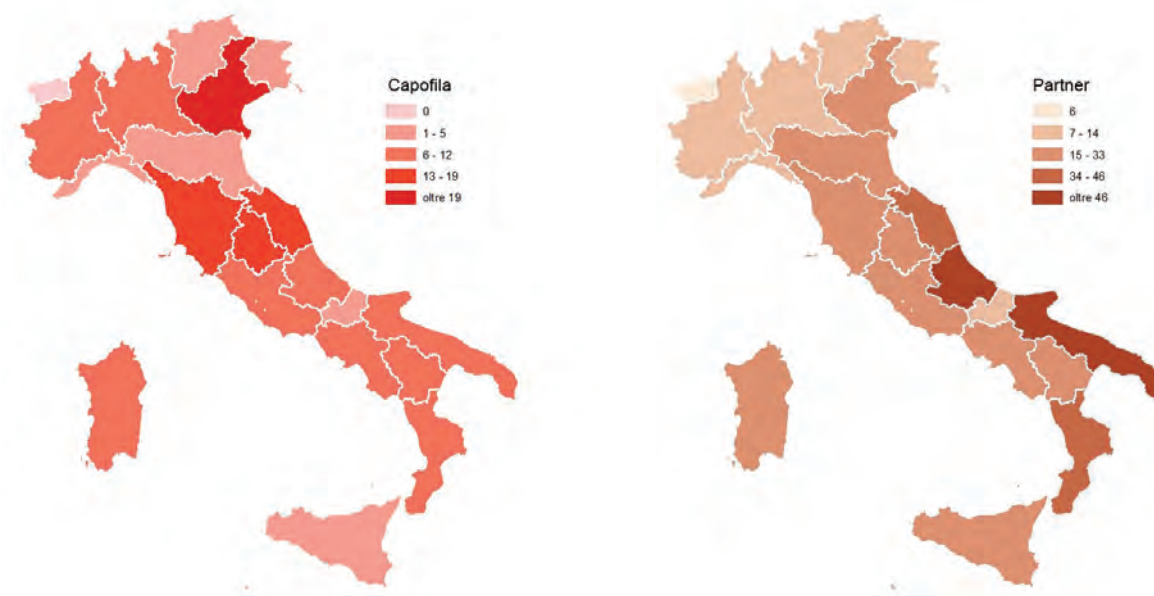 Capofila
0
1 - 5
6 - 12
13 - 19
oltre 19
Partner
6
7 - 14
15 - 33
34 - 46
oltre 46